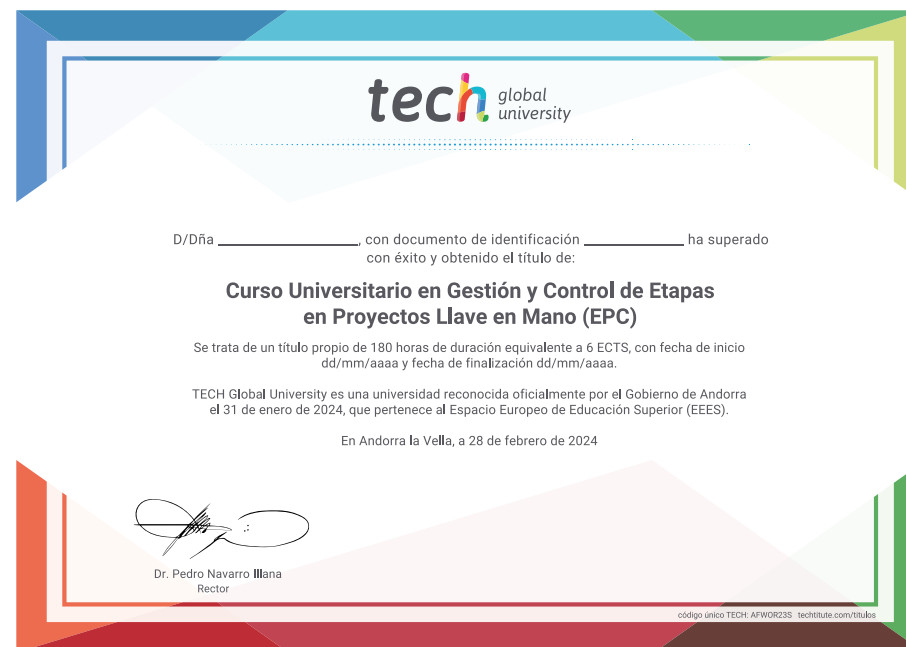 tech global university
D/Dña ____________, con documento de identificación ____________ ha superado
con éxito y obtenido el título de:
Curso Universitario en Gestión y Control de Etapas
en Proyectos Llave en Mano (EPC)
Se trata de un título propio de 180 horas de duración equivalente a 6 ECTS, con fecha de inicio
dd/mm/aaaa y fecha de finalización dd/mm/aaaa.
TECH Global University es una universidad reconocida oficialmente por el Gobierno de Andorra
el 31 de enero de 2024, que pertenece al Espacio Europeo de Educación Superior (EEES).
En Andorra la Vella, a 28 de febrero de 2024
Dr. Pedro Navarro Illana
Rector
código único TECH: AFWOR23S techtitute.com/titulos